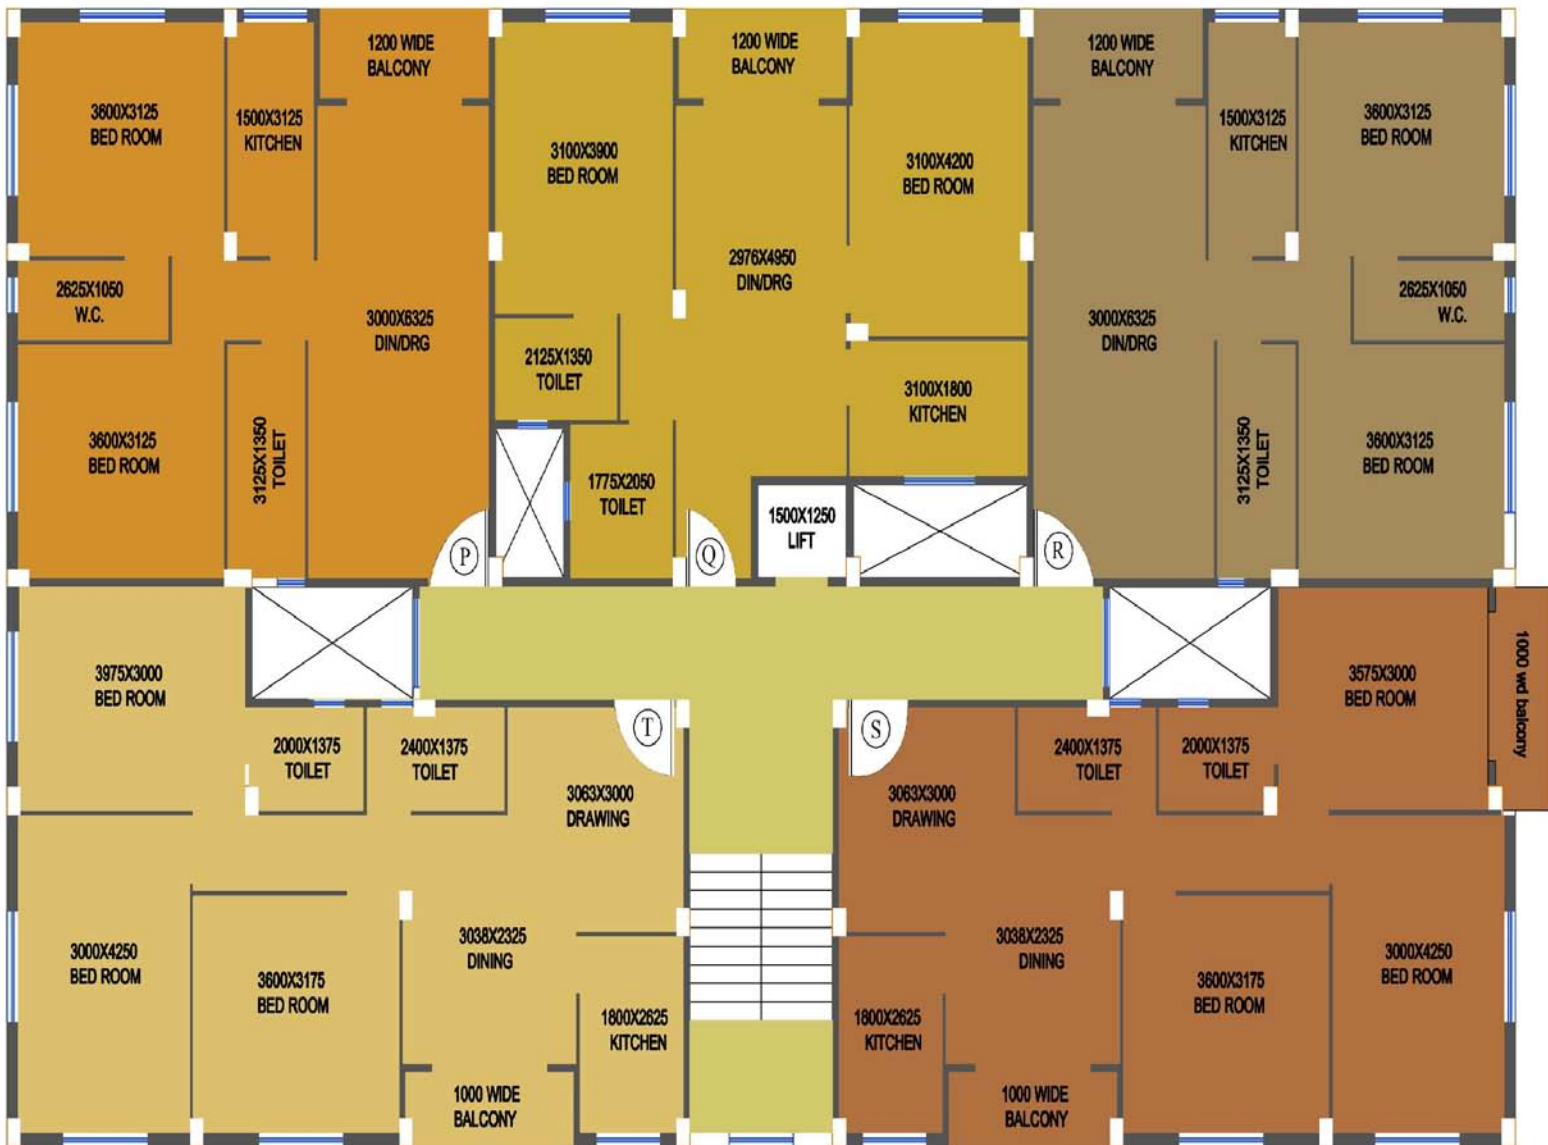 1200 WIDE
BALCONY
1200 WIDE
BALCONY
1200 WIDE
BALCONY
3600X3125
BED ROOM
1500X3125
KITCHEN
3100X3900
BED ROOM
3100X4200
BED ROOM
1500X3125
KITCHEN
3600X3125
BED ROOM
2625X1050
W.C.
3000X6325
DIN/DRG
2976X4950
DIN/DRG
3000X6325
DIN/DRG
2625X1050
W.C.
2125X1350
TOILET
3100X1800
KITCHEN
3600X3125
BED ROOM
3125X1350
TOILET
1775X2050
TOILET
1500X1250
LIFT
3125X1350
TOILET
3600X3125
BED ROOM
P
Q
R
3975X3000
BED ROOM
3575X3000
BED ROOM
1000 wd balcony
2000X1375
TOILET
2400X1375
TOILET
T
S
2400X1375
TOILET
2000X1375
TOILET
3063X3000
DRAWING
3063X3000
DRAWING
3000X4250
BED ROOM
3600X3175
BED ROOM
3038X2325
DINING
3038X2325
DINING
3600X3175
BED ROOM
3000X4250
BED ROOM
1800X2625
KITCHEN
1800X2625
KITCHEN
1000 WIDE
BALCONY
1000 WIDE
BALCONY